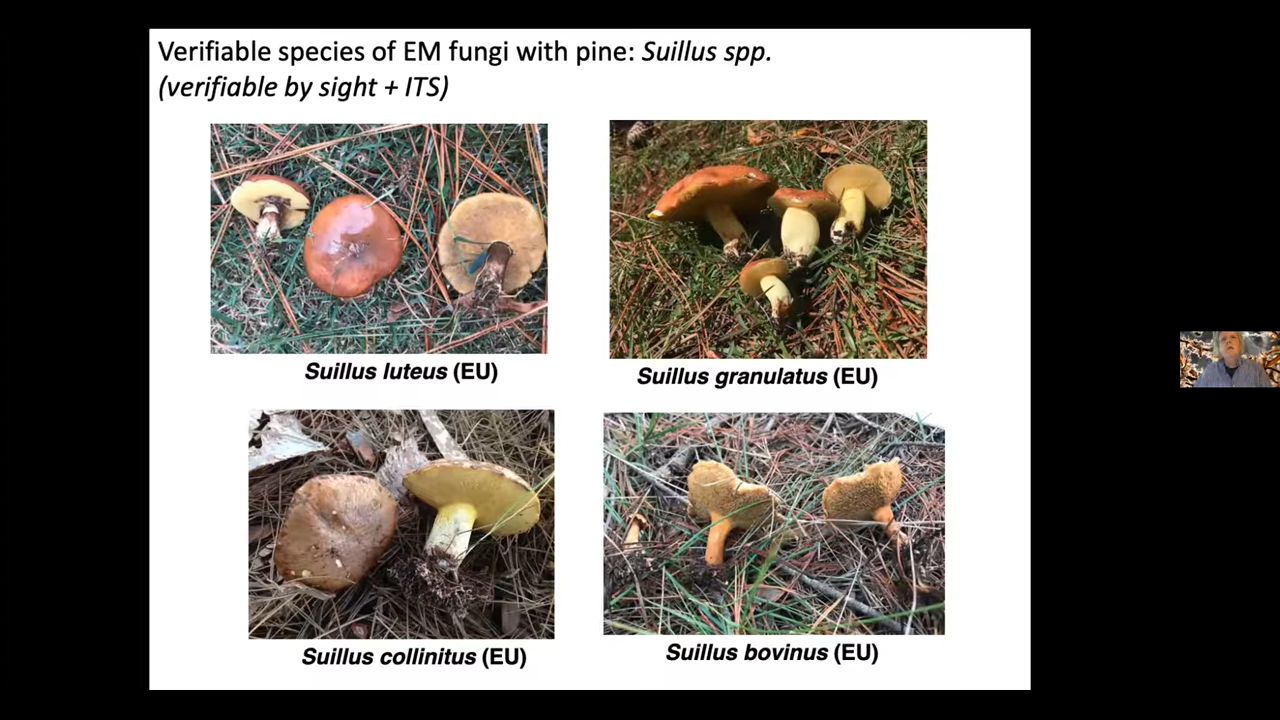 Verifiable species of EM fungi with pine: Suillus spp.
(verifiable by sight + ITS)
Suillus luteus (EU)
Suillus granulatus (EU)
Suillus collinitus (EU)
Suillus bovinus (EU)